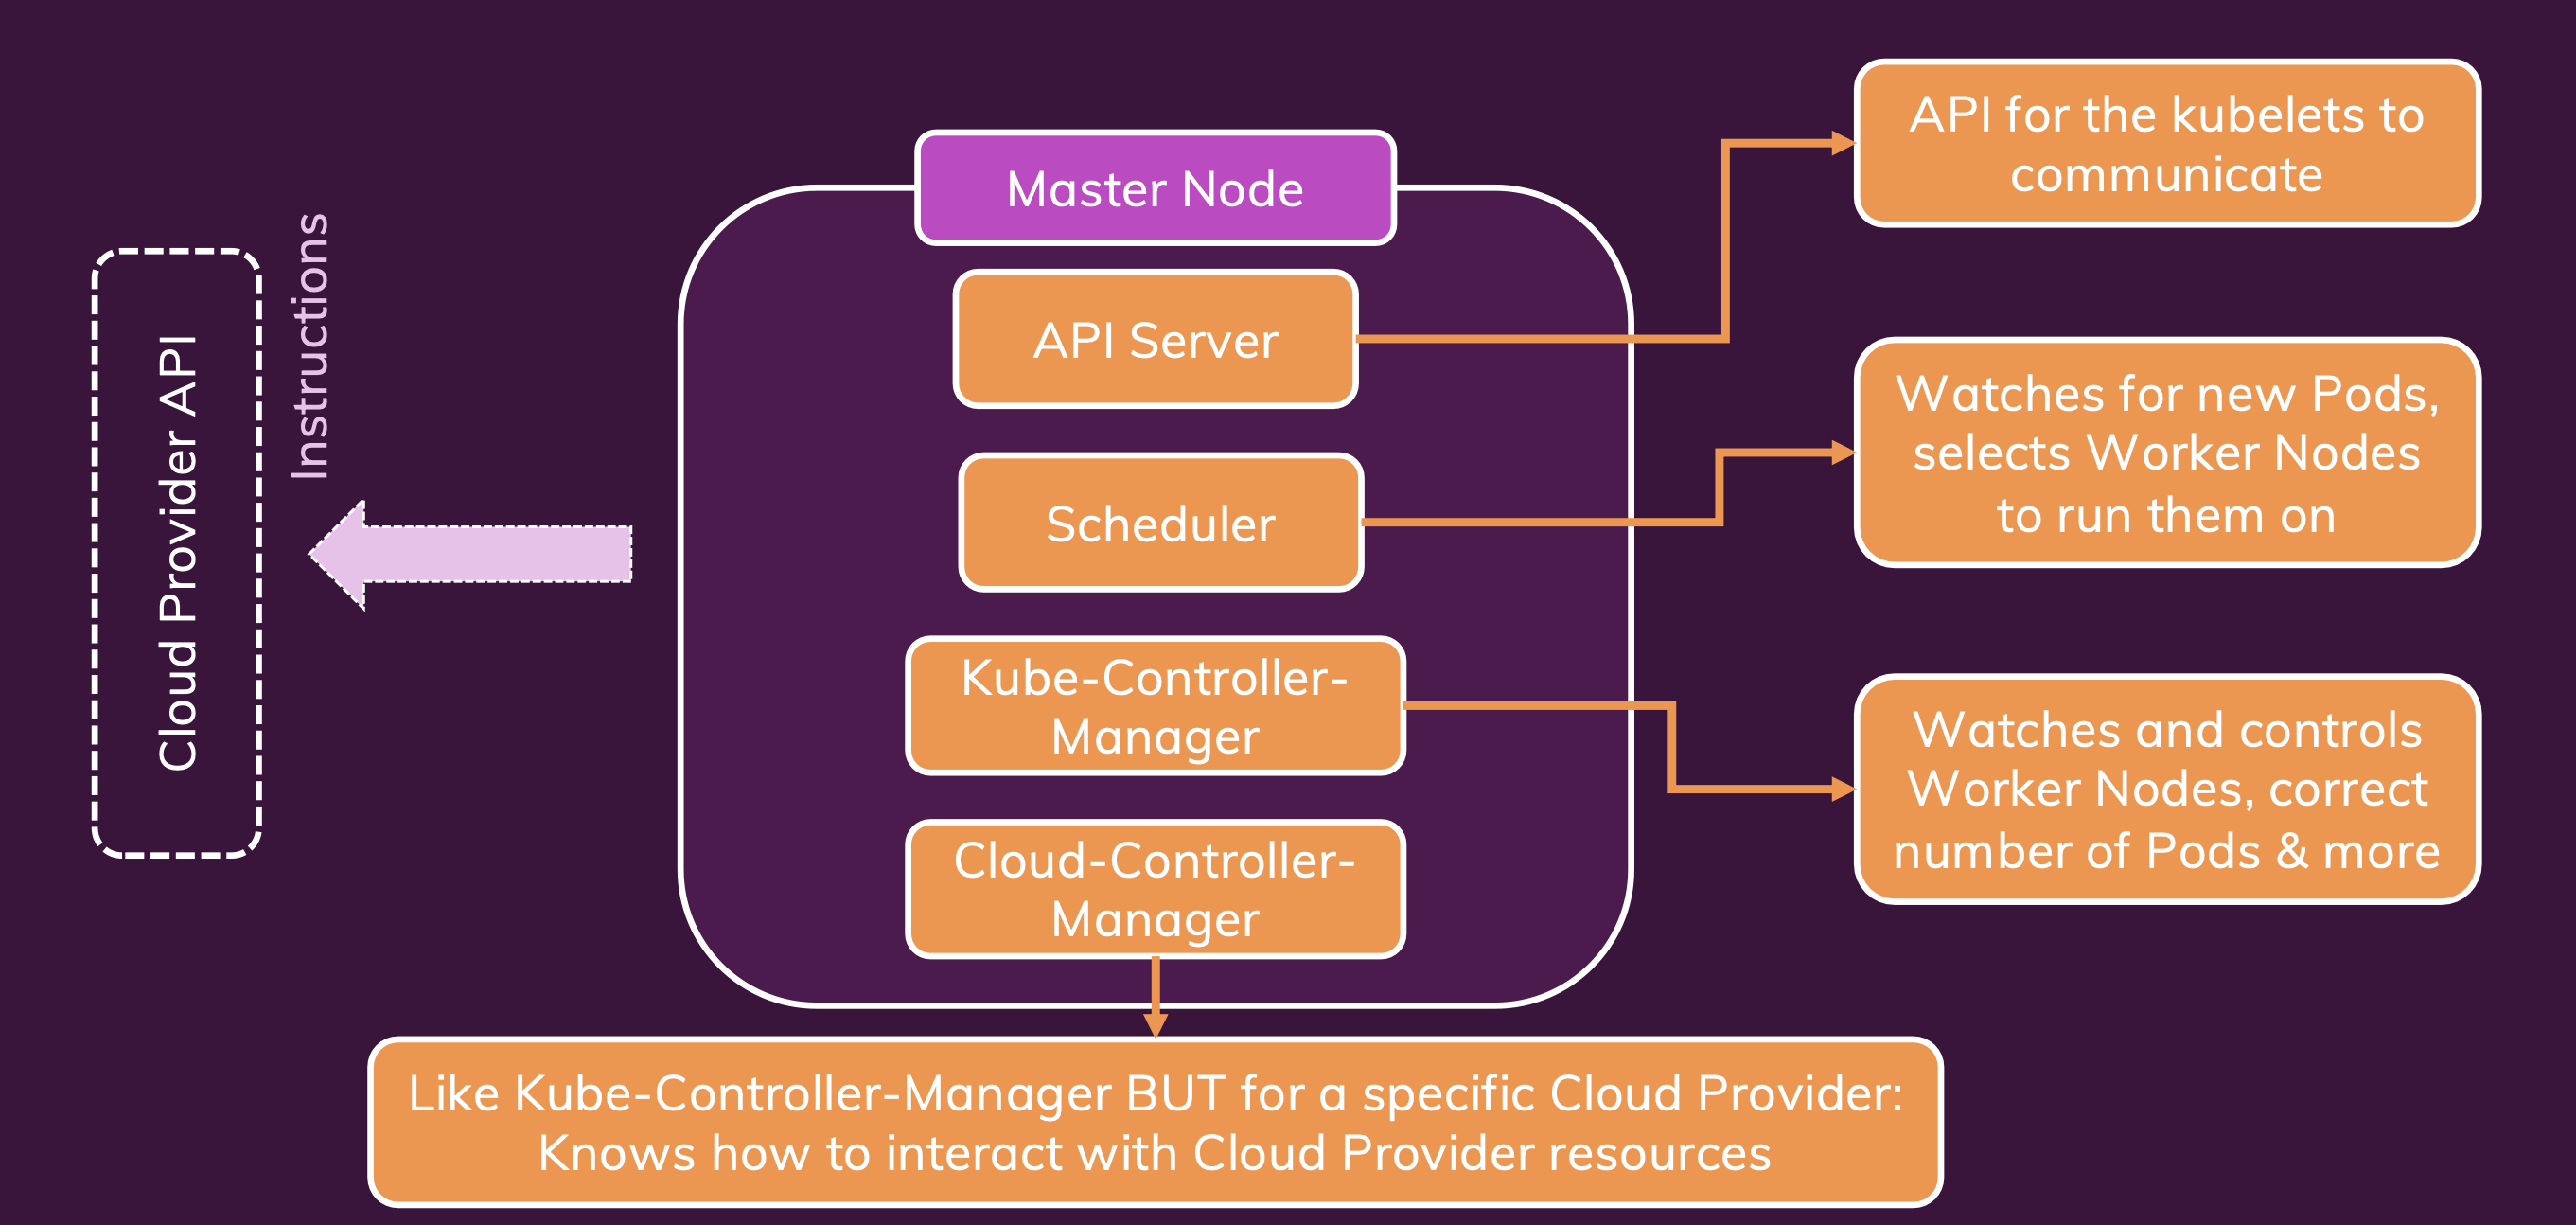 Cloud Provider API
Instructions
Master Node
API Server
Scheduler
Kube-Controller-
Manager
Cloud-Controller-
Manager
API for the kubelets to
communicate
Watches for new Pods,
selects Worker Nodes
to run them on
Watches and controls
Worker Nodes, correct
number of Pods & more
Like Kube-Controller-Manager BUT for a specific Cloud Provider:
Knows how to interact with Cloud Provider resources